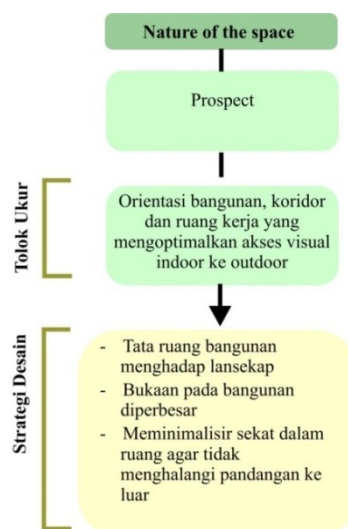 Nature of the space
Prospect
Tolok Ukur
Orientasi bangunan, koridor
dan ruang kerja yang
mengoptimalkan akses visual
indoor ke outdoor
Strategi Desain
- Tata ruang bangunan
menghadap lansekap
- Bukaan pada bangunan
diperbesar
- Meminimalisir sekat dalam
ruang agar tidak
menghalangi pandangan ke
luar